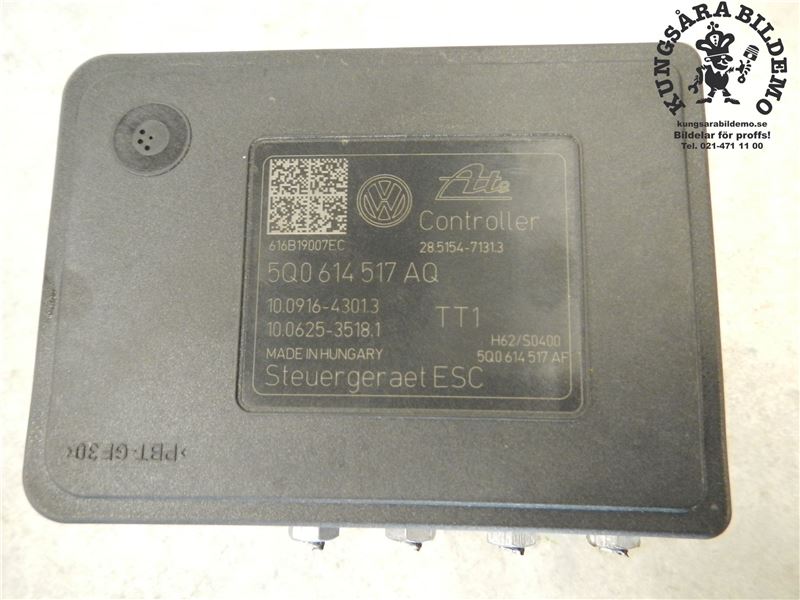 KUNGSÅRA BILDEMO
kungsarabildemo.se
Bildelar för proffs!
Tel. 021-471 11 00
VW
Ate
Controller
616B19007EC
28.5154-7131.3
5Q0 614 517 AQ
10.0916-4301.3
10.0625-3518.1
TT1
H62/S0400
MADE IN HUNGARY
5Q0 614 517 AF
Steuergeraet ESC
>PBT-GF30<